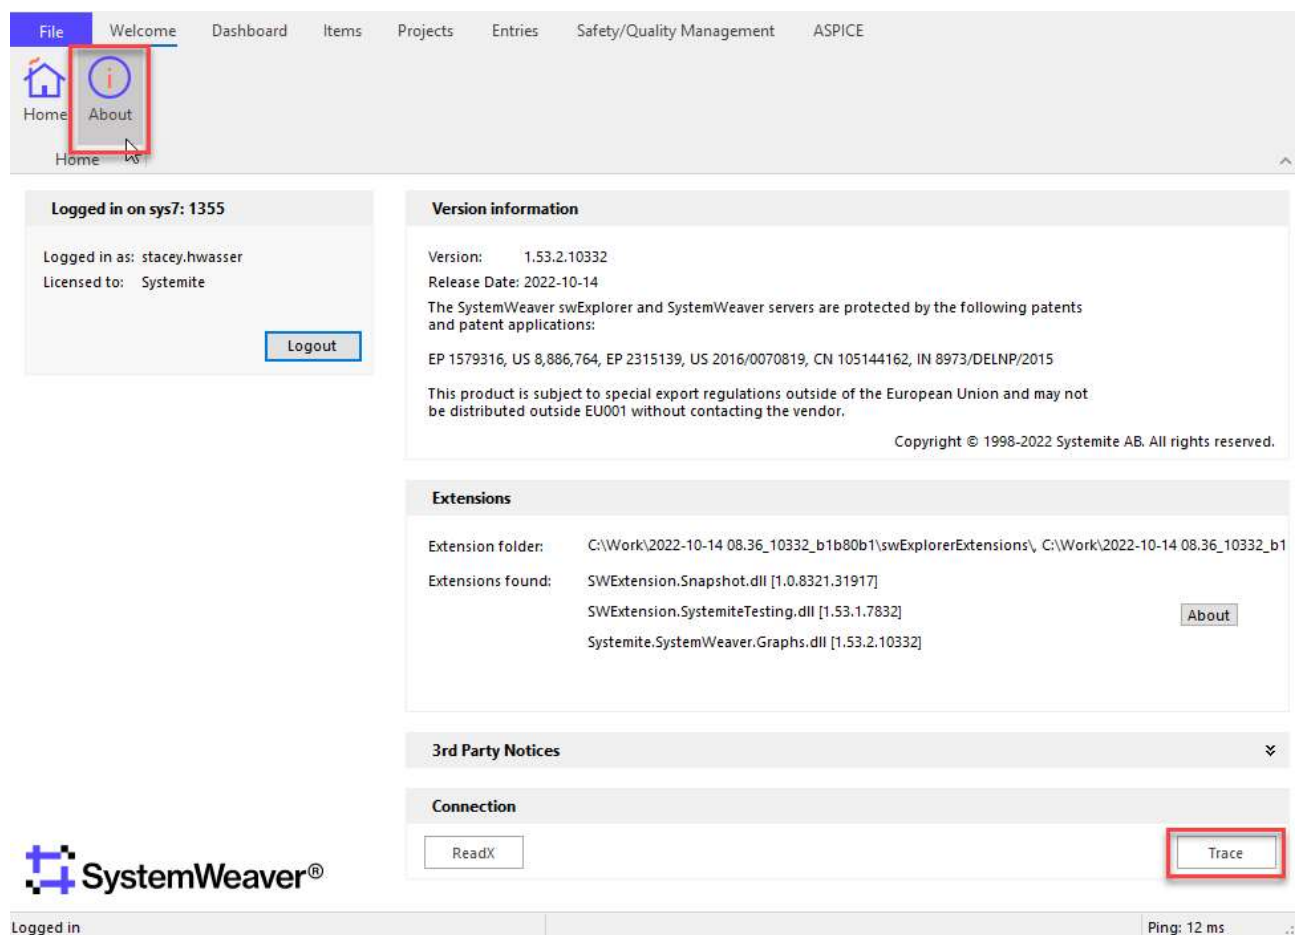 File Welcome Dashboard Items Projects Entries Safety/Quality Management ASPICE
Home About
Home
Logged in on sys7: 1355
Logged in as: stacey.hwasser
Licensed to: Systemite
Logout
Version information
Version: 1.53.2.10332
Release Date: 2022-10-14
The SystemWeaver swExplorer and SystemWeaver servers are protected by the following patents
and patent applications:
EP 1579316, US 8,886,764, EP 2315139, US 2016/0070819, CN 105144162, IN 8973/DELNP/2015
This product is subject to special export regulations outside of the European Union and may not
be distributed outside EU001 without contacting the vendor.
Copyright © 1998-2022 Systemite AB. All rights reserved.
Extensions
Extension folder: C:\Work\2022-10-14 08.36_10332_b1b80b1\swExplorerExtensions\, C:\Work\2022-10-14 08.36_10332_b1
Extensions found: SWExtension.Snapshot.dll [1.0.8321.31917]
SWExtension.SystemiteTesting.dll [1.53.1.7832]
About
Systemite.SystemWeaver.Graphs.dll [1.53.2.10332]
3rd Party Notices
Connection
ReadX Trace
SystemWeaver®
Logged in Ping: 12 ms